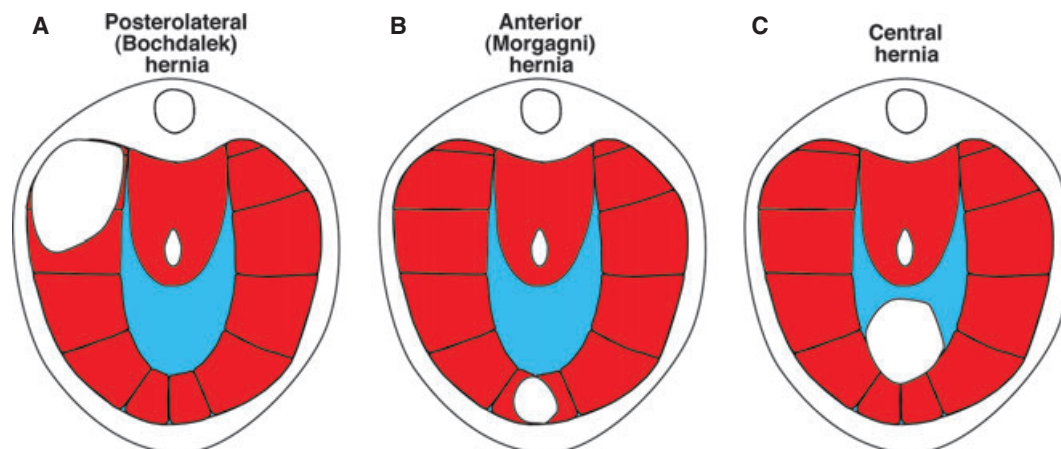 A
Posterolateral
(Bochdalek)
hernia
B
Anterior
(Morgagni)
hernia
C
Central
hernia